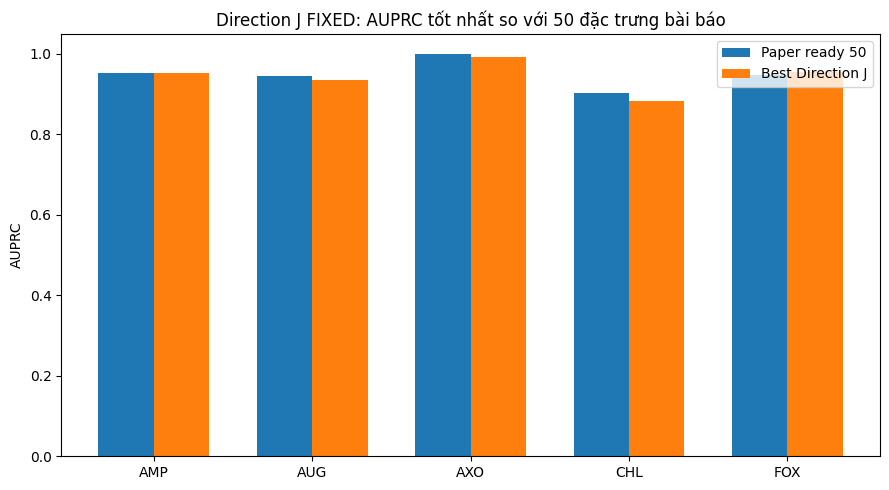 Direction J FIXED: AUPRC tốt nhất so với 50 đặc trưng bài báo
Paper ready 50
Best Direction J
AUPRC
1.0
0.8
0.6
0.4
0.2
0.0
AMP AUG AXO CHL FOX